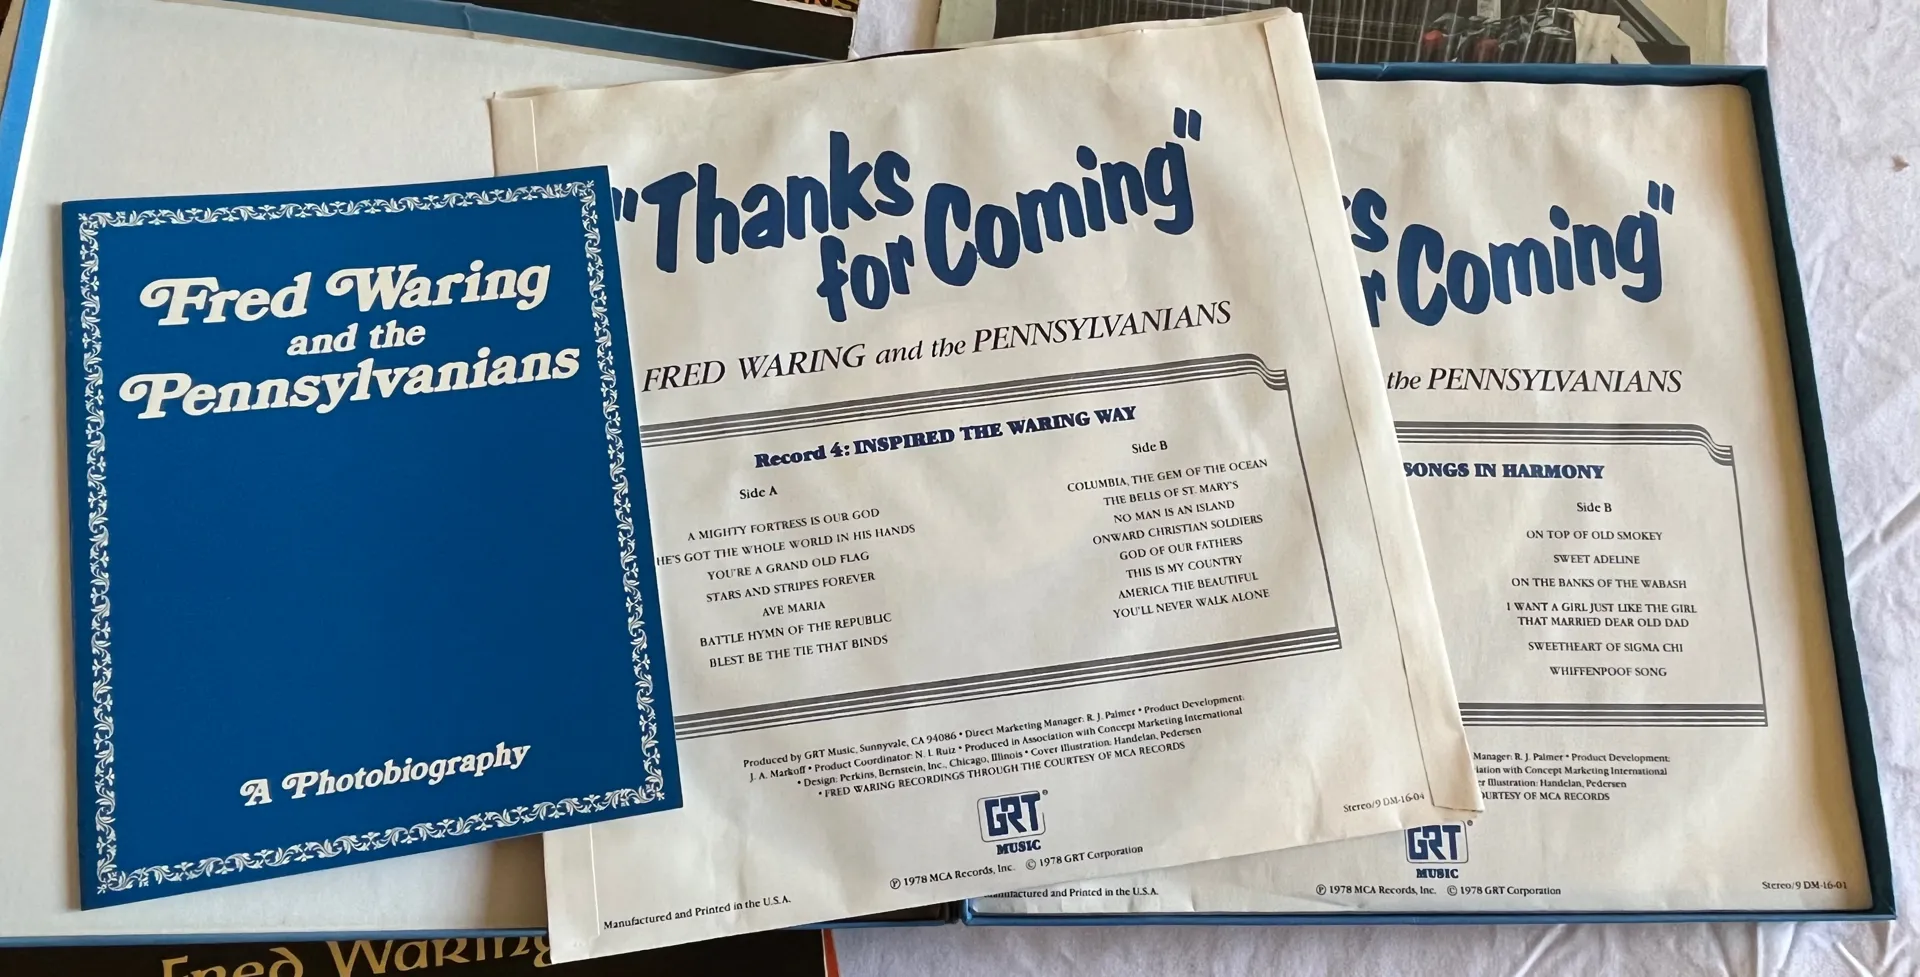 Fred Waring
and the
Pennsylvanians
A Photobiography
"Thanks
for Coming"
FRED WARING and the PENNSYLVANIANS
Record 4: INSPIRED THE WARING WAY
Side A
A MIGHTY FORTRESS IS OUR GOD
HE'S GOT THE WHOLE WORLD IN HIS HANDS
YOU'RE A GRAND OLD FLAG
STARS AND STRIPES FOREVER
AVE MARIA
BATTLE HYMN OF THE REPUBLIC
BLEST BE THE TIE THAT BINDS
Side B
COLUMBIA, THE GEM OF THE OCEAN
THE BELLS OF ST. MARY'S
NO MAN IS AN ISLAND
ONWARD CHRISTIAN SOLDIERS
GOD OF OUR FATHERS
THIS IS MY COUNTRY
AMERICA THE BEAUTIFUL
YOU'LL NEVER WALK ALONE
Produced by GRT Music, Sunnyvale, CA 94086 • Direct Marketing Manager: R. J. Palmer • Product Development:
J. A. Markoff • Product Coordinator: N. I. Ruiz • Produced in Association with Concept Marketing International
• Design: Perkins, Bernstein, Inc., Chicago, Illinois • Cover Illustration: Handelan, Pedersen
• FRED WARING RECORDINGS THROUGH THE COURTESY OF MCA RECORDS
GRT
MUSIC
Stereo/9 DM-16-04
℗ 1978 MCA Records, Inc. © 1978 GRT Corporation
Manufactured and Printed in the U.S.A.
Coming"
the PENNSYLVANIANS
SONGS IN HARMONY
Side B
ON TOP OF OLD SMOKEY
SWEET ADELINE
ON THE BANKS OF THE WABASH
I WANT A GIRL JUST LIKE THE GIRL
THAT MARRIED DEAR OLD DAD
SWEETHEART OF SIGMA CHI
WHIFFENPOOF SONG
Manager: R. J. Palmer • Product Development:
with Concept Marketing International
Illustration: Handelan, Pedersen
OF MCA RECORDS
GRT
MUSIC
℗ 1978 MCA Records, Inc. © 1978 GRT Corporation
and Printed in the U.S.A.
Stereo/9 DM-16-01
Fred Waring